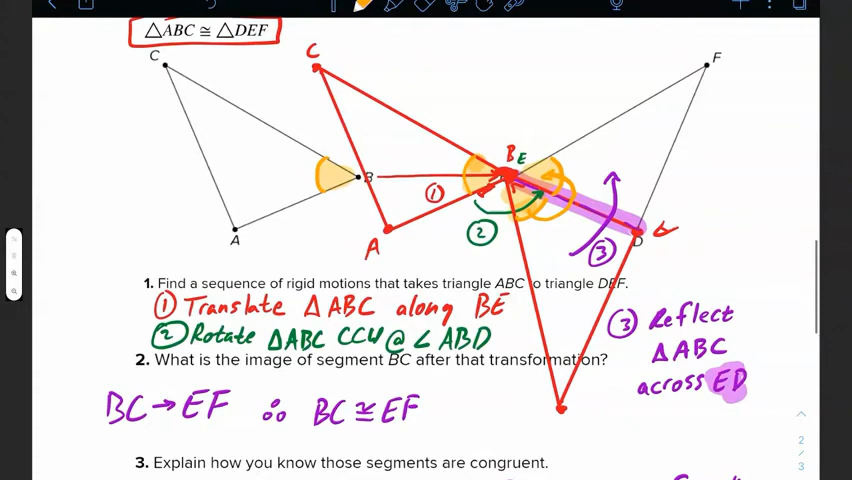 △ABC ≅ △DEF
C
C
F
B
E
B
①
②
A
A
③
D
A
1. Find a sequence of rigid motions that takes triangle ABC to triangle DEF.
① Translate △ABC along BE
② Rotate △ABC CCW @ ∠ABD
③ Reflect
△ABC
across ED
2. What is the image of segment BC after that transformation?
BC → EF ∴ BC ≅ EF
3. Explain how you know those segments are congruent.
2
/
3